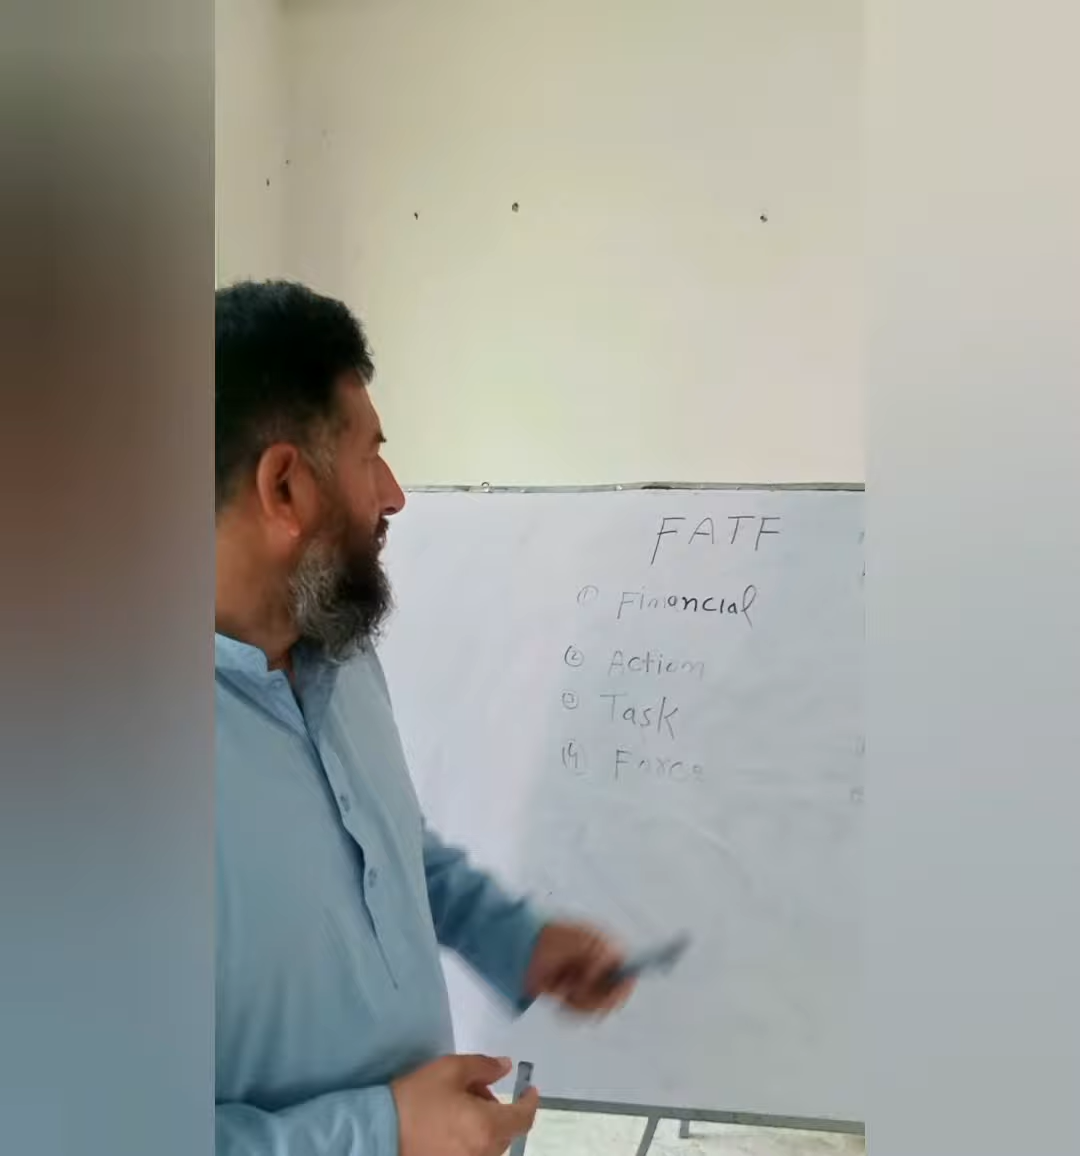 FATF
① Financial
② Action
③ Task
(4) Force